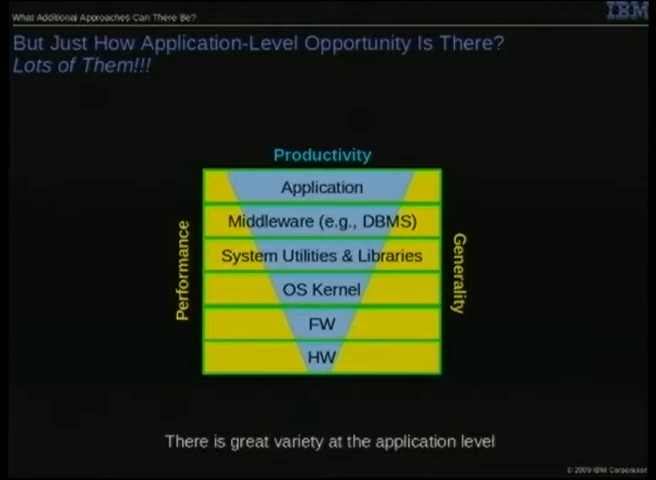 What Additional Approaches Can There Be?
IBM
But Just How Application-Level Opportunity Is There?
Lots of Them!!!
Productivity
Application
Middleware (e.g., DBMS)
System Utilities & Libraries
OS Kernel
FW
HW
Performance
Generality
There is great variety at the application level
© 2009 IBM Corporation